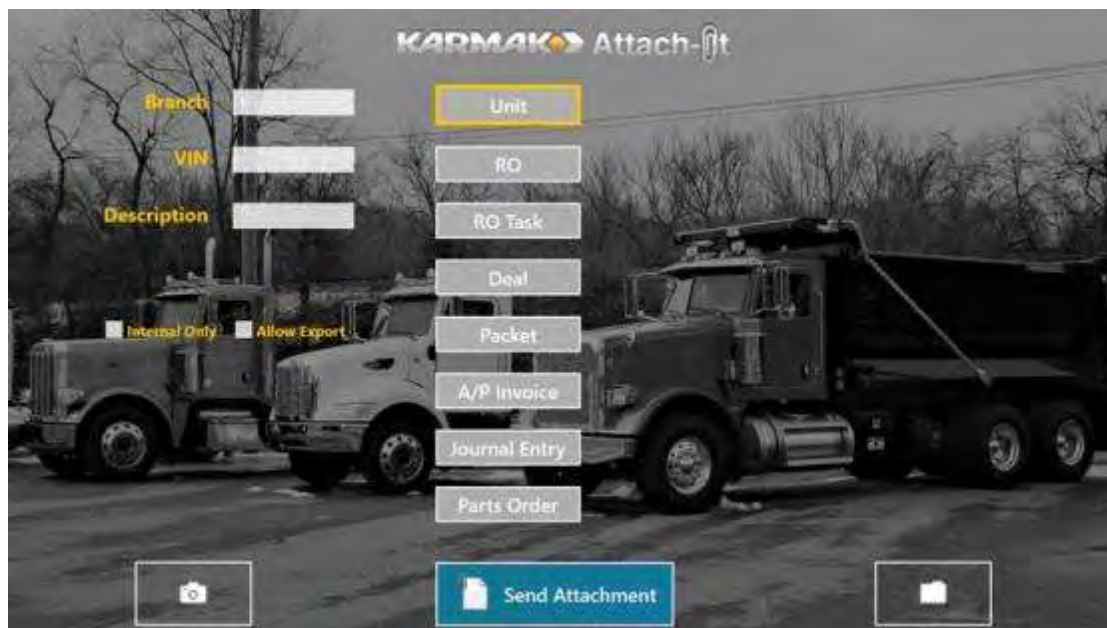 KARMAK Attach-It
Branch
VIN
Description
Internal Only
Allow Export
Unit
RO
RO Task
Deal
Packet
A/P Invoice
Journal Entry
Parts Order
Send Attachment